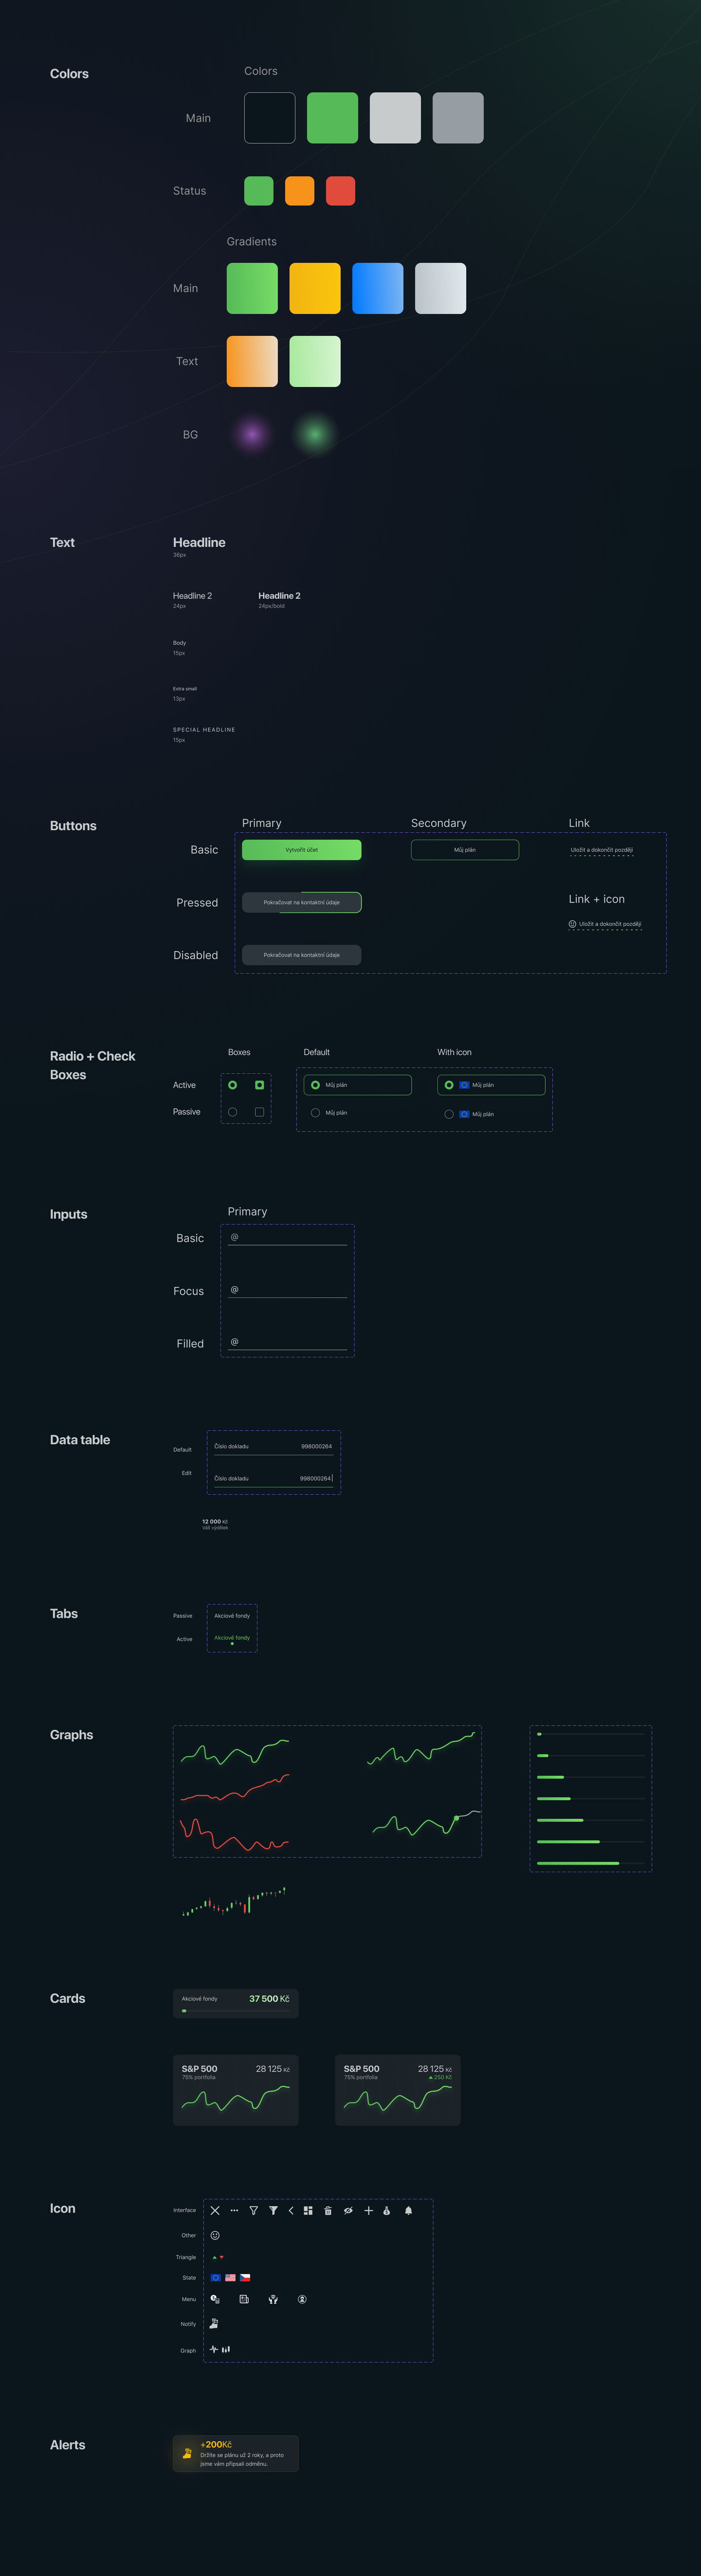 Colors
Colors
Main
Status
Gradients
Main
Text
BG
Text
Headline
36px
Headline 2
24px
Headline 2
24px/bold
Body
15px
Extra small
13px
SPECIAL HEADLINE
15px
Buttons
Primary
Secondary
Link
Basic
Vytvořit účet
Můj plán
Uložit a dokončit později
Pressed
Pokračovat na kontaktní údaje
Link + icon
Uložit a dokončit později
Disabled
Pokračovat na kontaktní údaje
Radio + Check
Boxes
Boxes
Default
With icon
Active
Můj plán
Můj plán
Passive
Můj plán
Můj plán
Inputs
Primary
Basic
@
Focus
@
Filled
@
Data table
Default
Číslo dokladu
998000264
Edit
Číslo dokladu
998000264
12 000 Kč
Váš výdělek
Tabs
Passive
Akciové fondy
Active
Akciové fondy
Graphs
Cards
Akciové fondy
37 500 Kč
S&P 500
28 125 Kč
75% portfolia
S&P 500
28 125 Kč
75% portfolia
250 Kč
Icon
Interface
Other
Triangle
State
Menu
Notify
Graph
Alerts
+200Kč
Držíte se plánu už 2 roky, a proto
jsme vám připsali odměnu.